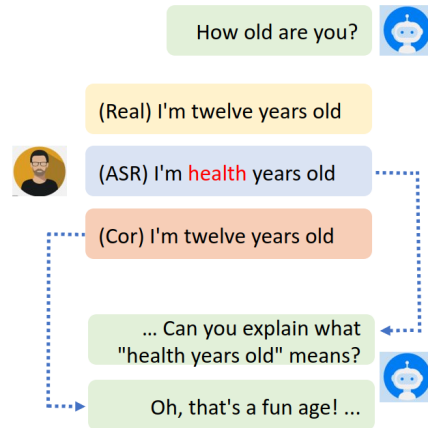 How old are you?
(Real) I'm twelve years old
(ASR) I'm health years old
(Cor) I'm twelve years old
... Can you explain what
"health years old" means?
Oh, that's a fun age! ...